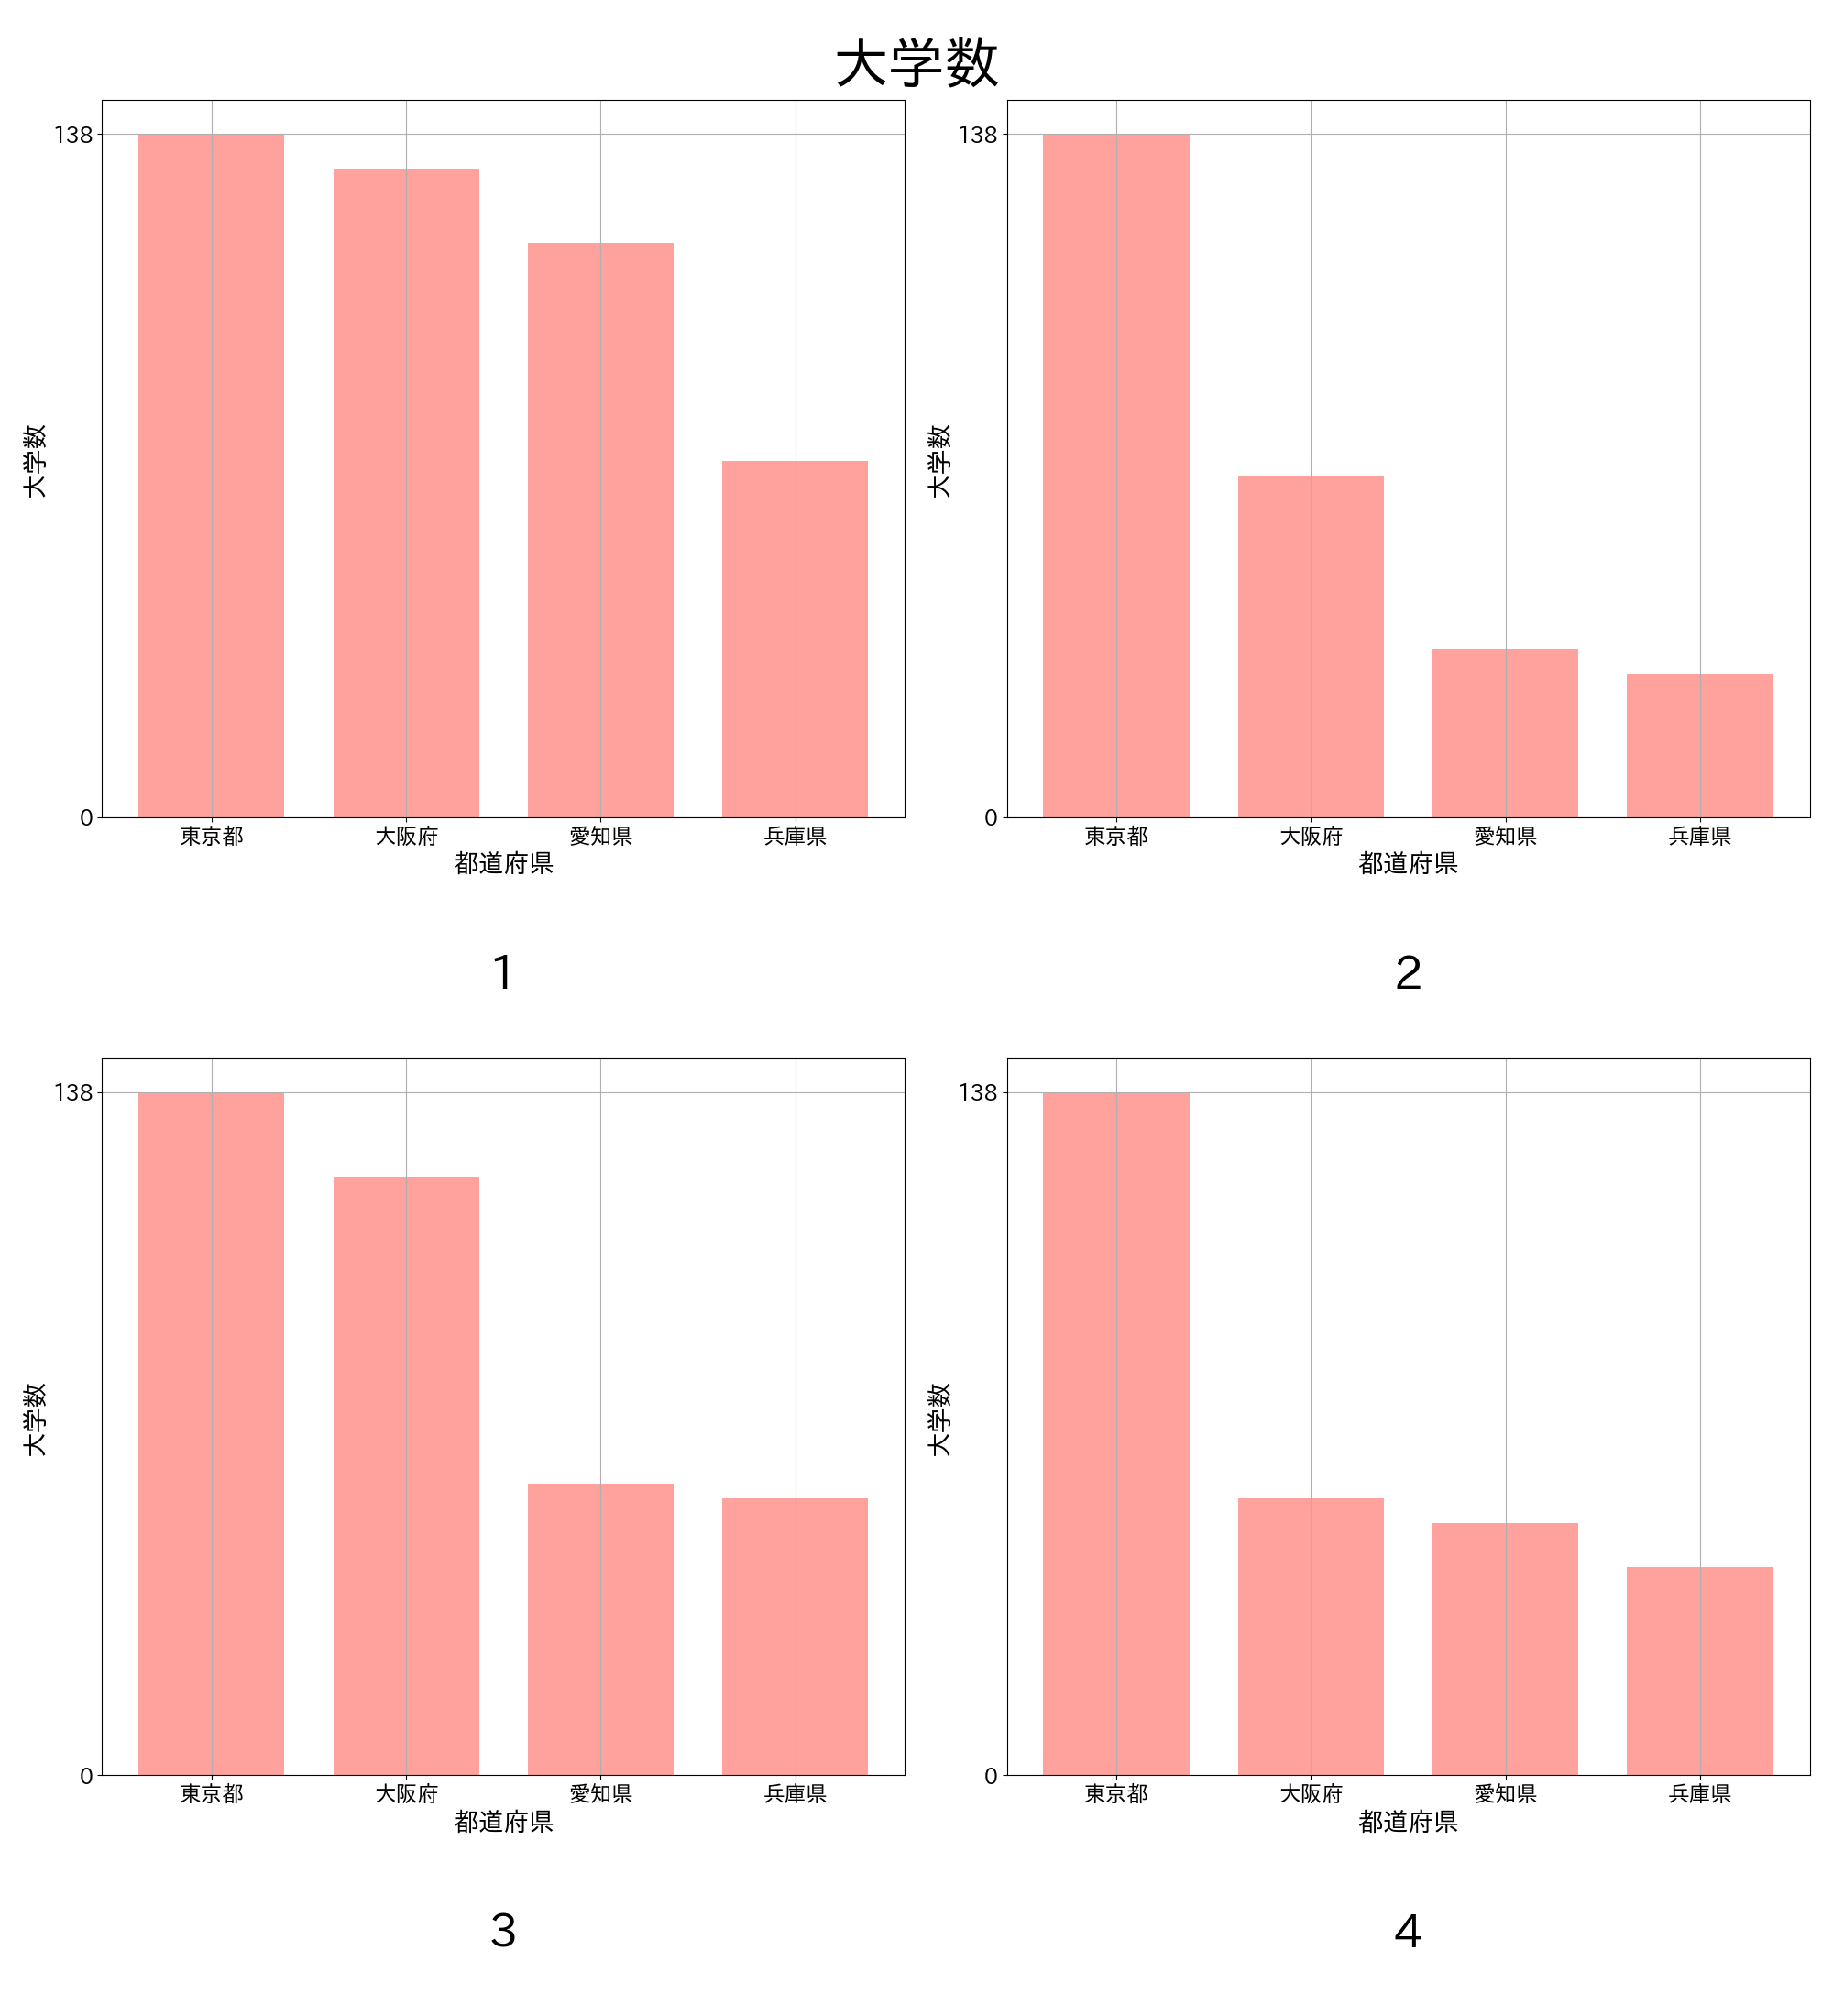 大学数
138
0
大学数
東京都 大阪府 愛知県 兵庫県
都道府県
1
138
0
大学数
東京都 大阪府 愛知県 兵庫県
都道府県
2
138
0
大学数
東京都 大阪府 愛知県 兵庫県
都道府県
3
138
0
大学数
東京都 大阪府 愛知県 兵庫県
都道府県
4